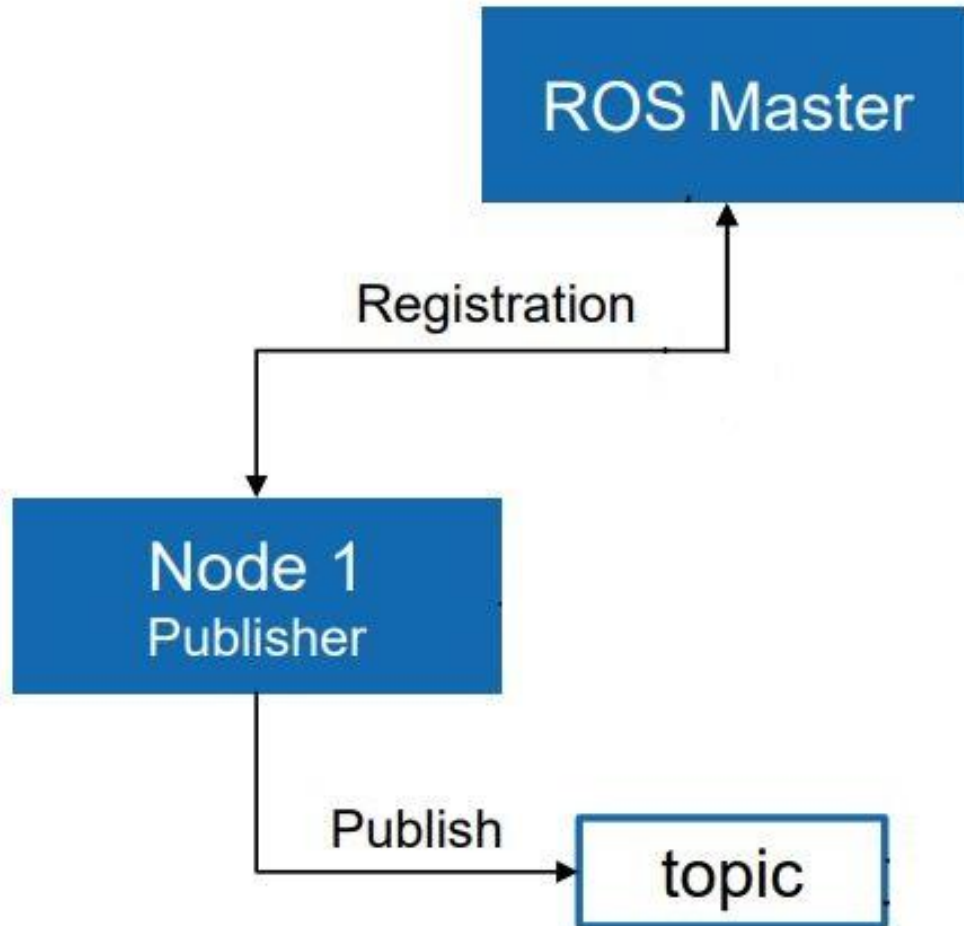 ROS Master
Registration
Node 1
Publisher
Publish
topic